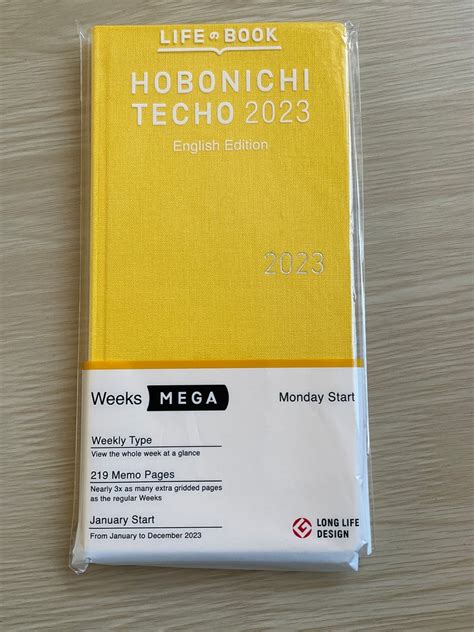 LIFE の BOOK
HOBONICHI
TECHO 2023
English Edition
2023
Weeks MEGA
Monday Start
Weekly Type
View the whole week at a glance
219 Memo Pages
Nearly 3x as many extra gridded pages
as the regular Weeks
January Start
From January to December 2023
LONG LIFE
DESIGN